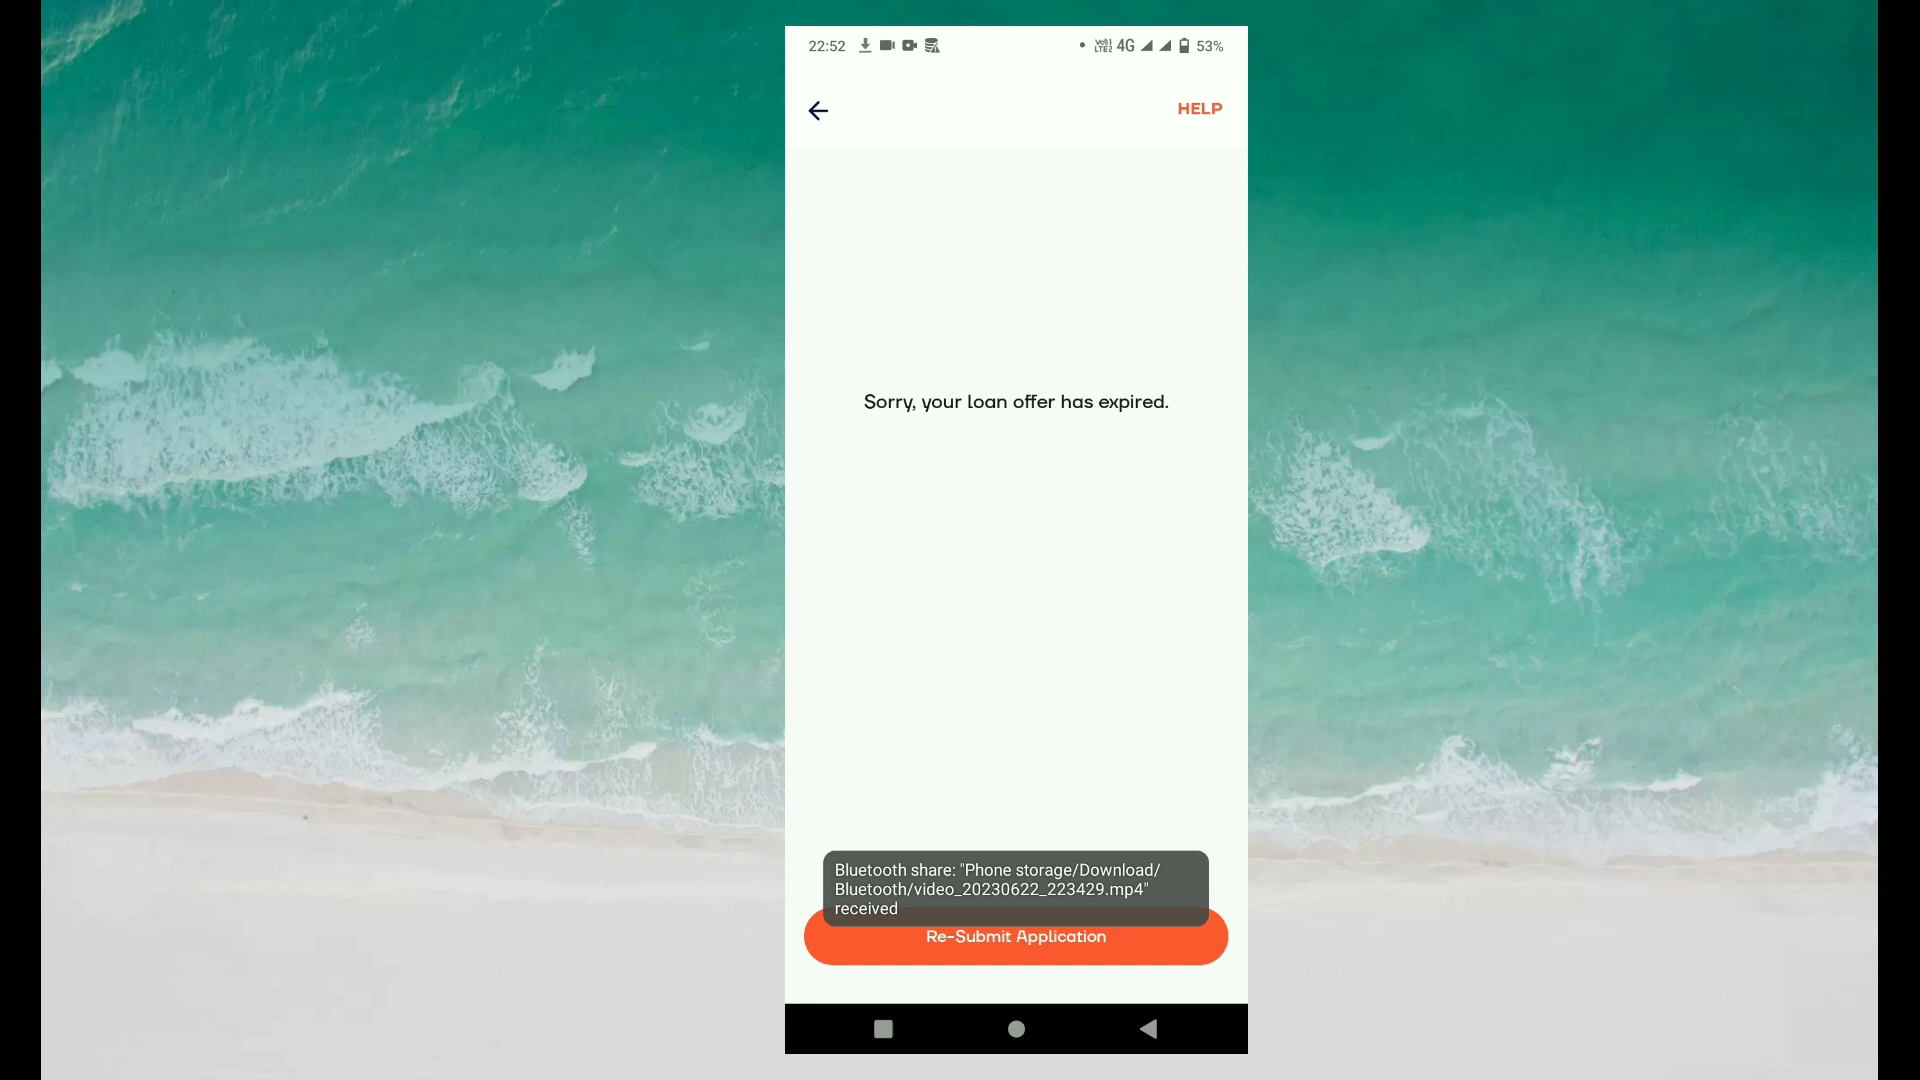 22:52
4G
53%
HELP
Sorry, your loan offer has expired.
Bluetooth share: "Phone storage/Download/
Bluetooth/video_20230622_223429.mp4"
received
Re-Submit Application